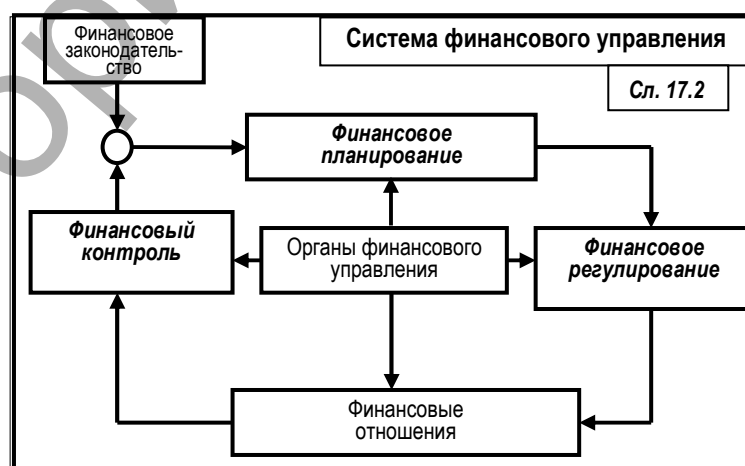 Финансовое
законодатель-
ство
Система финансового управления
Сл. 17.2
Финансовое
планирование
Финансовый
контроль
Органы финансового
управления
Финансовое
регулирование
Финансовые
отношения